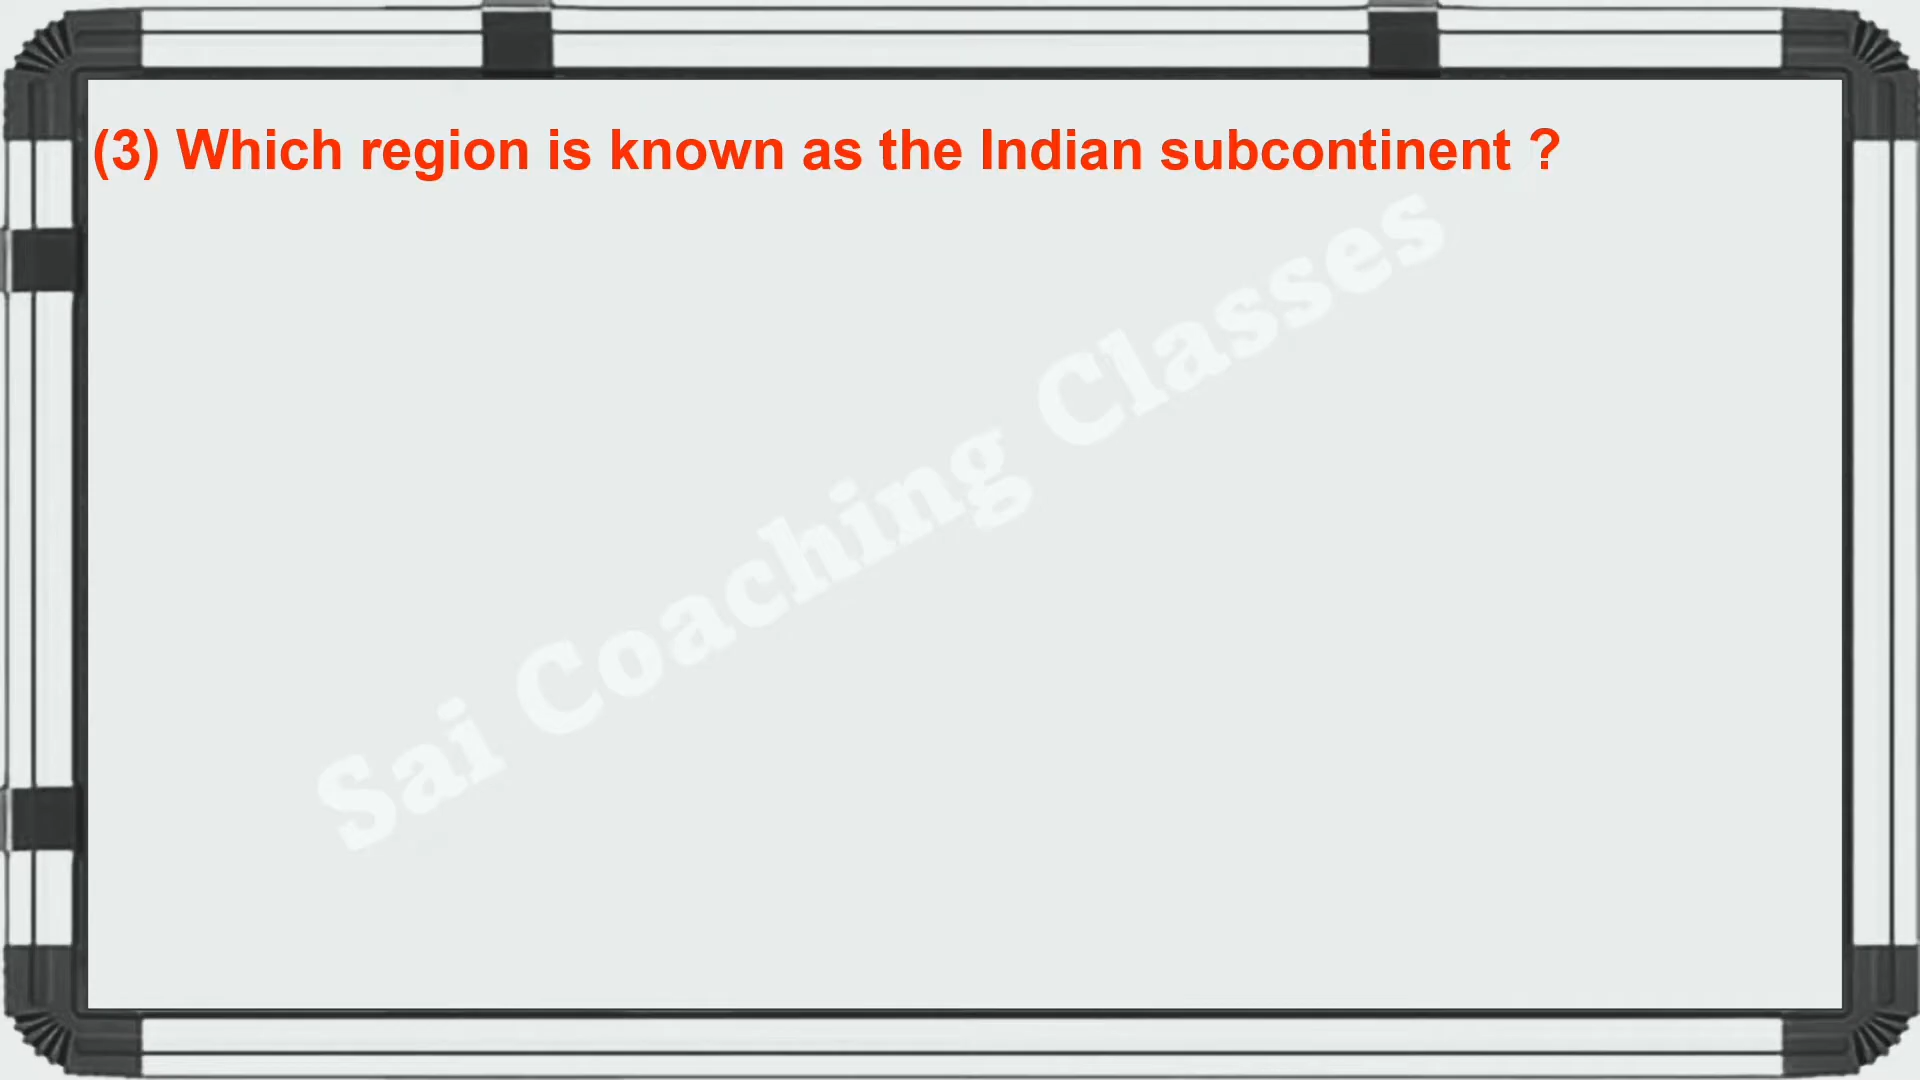 (3) Which region is known as the Indian subcontinent ?
Sai Coaching Classes